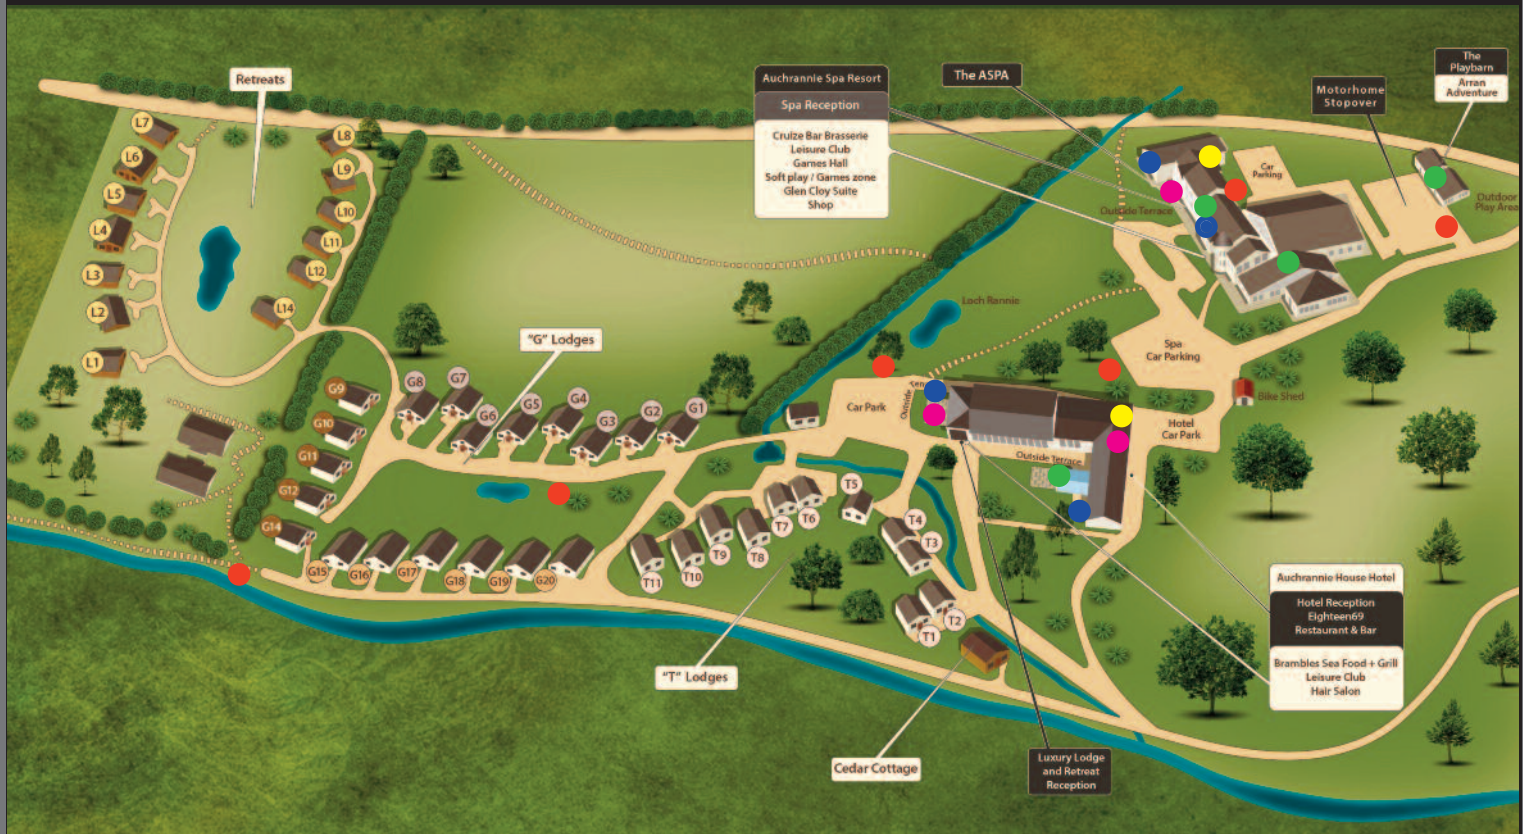 The
Playbarn
Arran
Adventure
Retreats
Auchrannie Spa Resort
Spa Reception
Cruize Bar Brasserie
Leisure Club
Games Hall
Soft play / Games zone
Glen Cloy Suite
Shop
The ASPA
Motorhome
Stopover
Car
Parking
Outside Terrace
Outdoor
Play Area
L7
L6
L5
L4
L3
L2
L1
L8
L9
L10
L11
L12
L14
Loch Rannie
"G" Lodges
Spa
Car Parking
G9
G10
G11
G12
G14
G8
G7
G6
G5
G4
G3
G2
G1
Car Park
Outside
Bike Shed
Hotel
Car Park
Outside Terrace
G15
G16
G17
G18
G19
G20
T11
T10
T9
T8
T7
T6
T5
T4
T3
T2
T1
"T" Lodges
Cedar Cottage
Luxury Lodge
and Retreat
Reception
Auchrannie House Hotel
Hotel Reception
Eighteen69
Restaurant & Bar
Brambles Sea Food + Grill
Leisure Club
Hair Salon